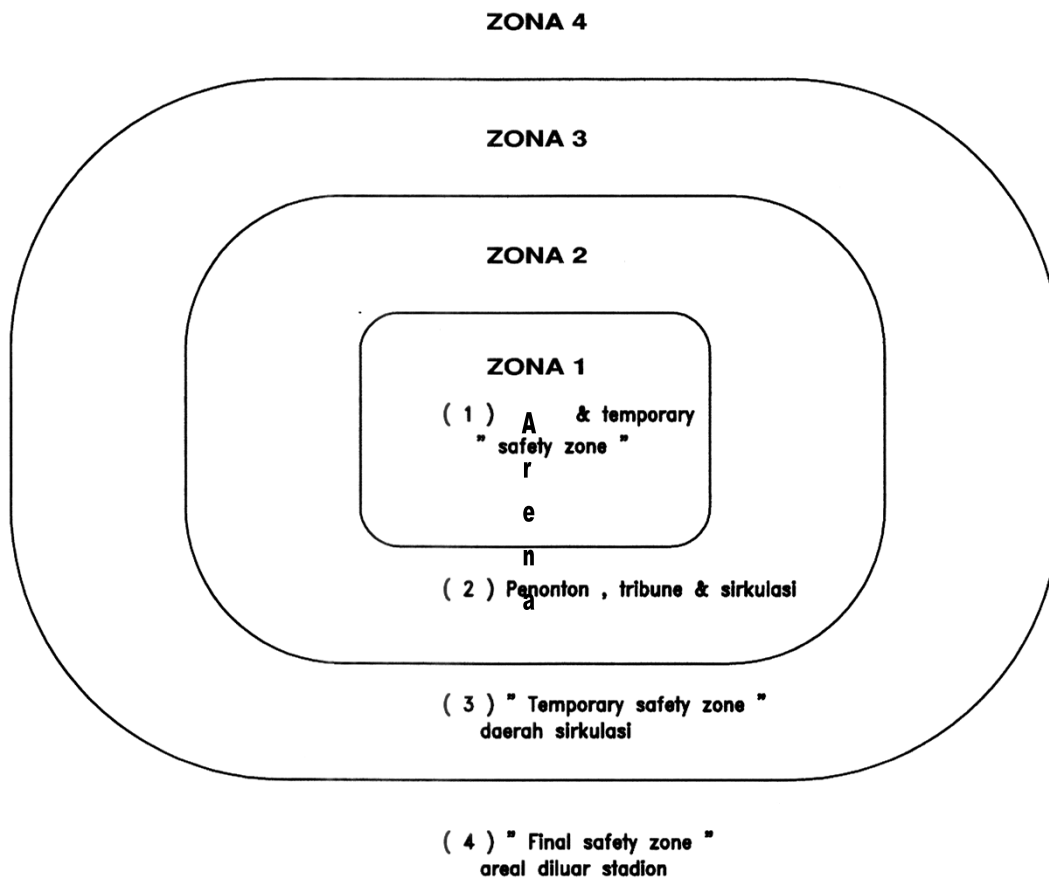 ZONA 4
ZONA 3
ZONA 2
ZONA 1
( 1 ) Arena & temporary
" safety zone "
( 2 ) Penonton , tribune & sirkulasi
( 3 ) " Temporary safety zone "
daerah sirkulasi
( 4 ) " Final safety zone "
areal diluar stadion